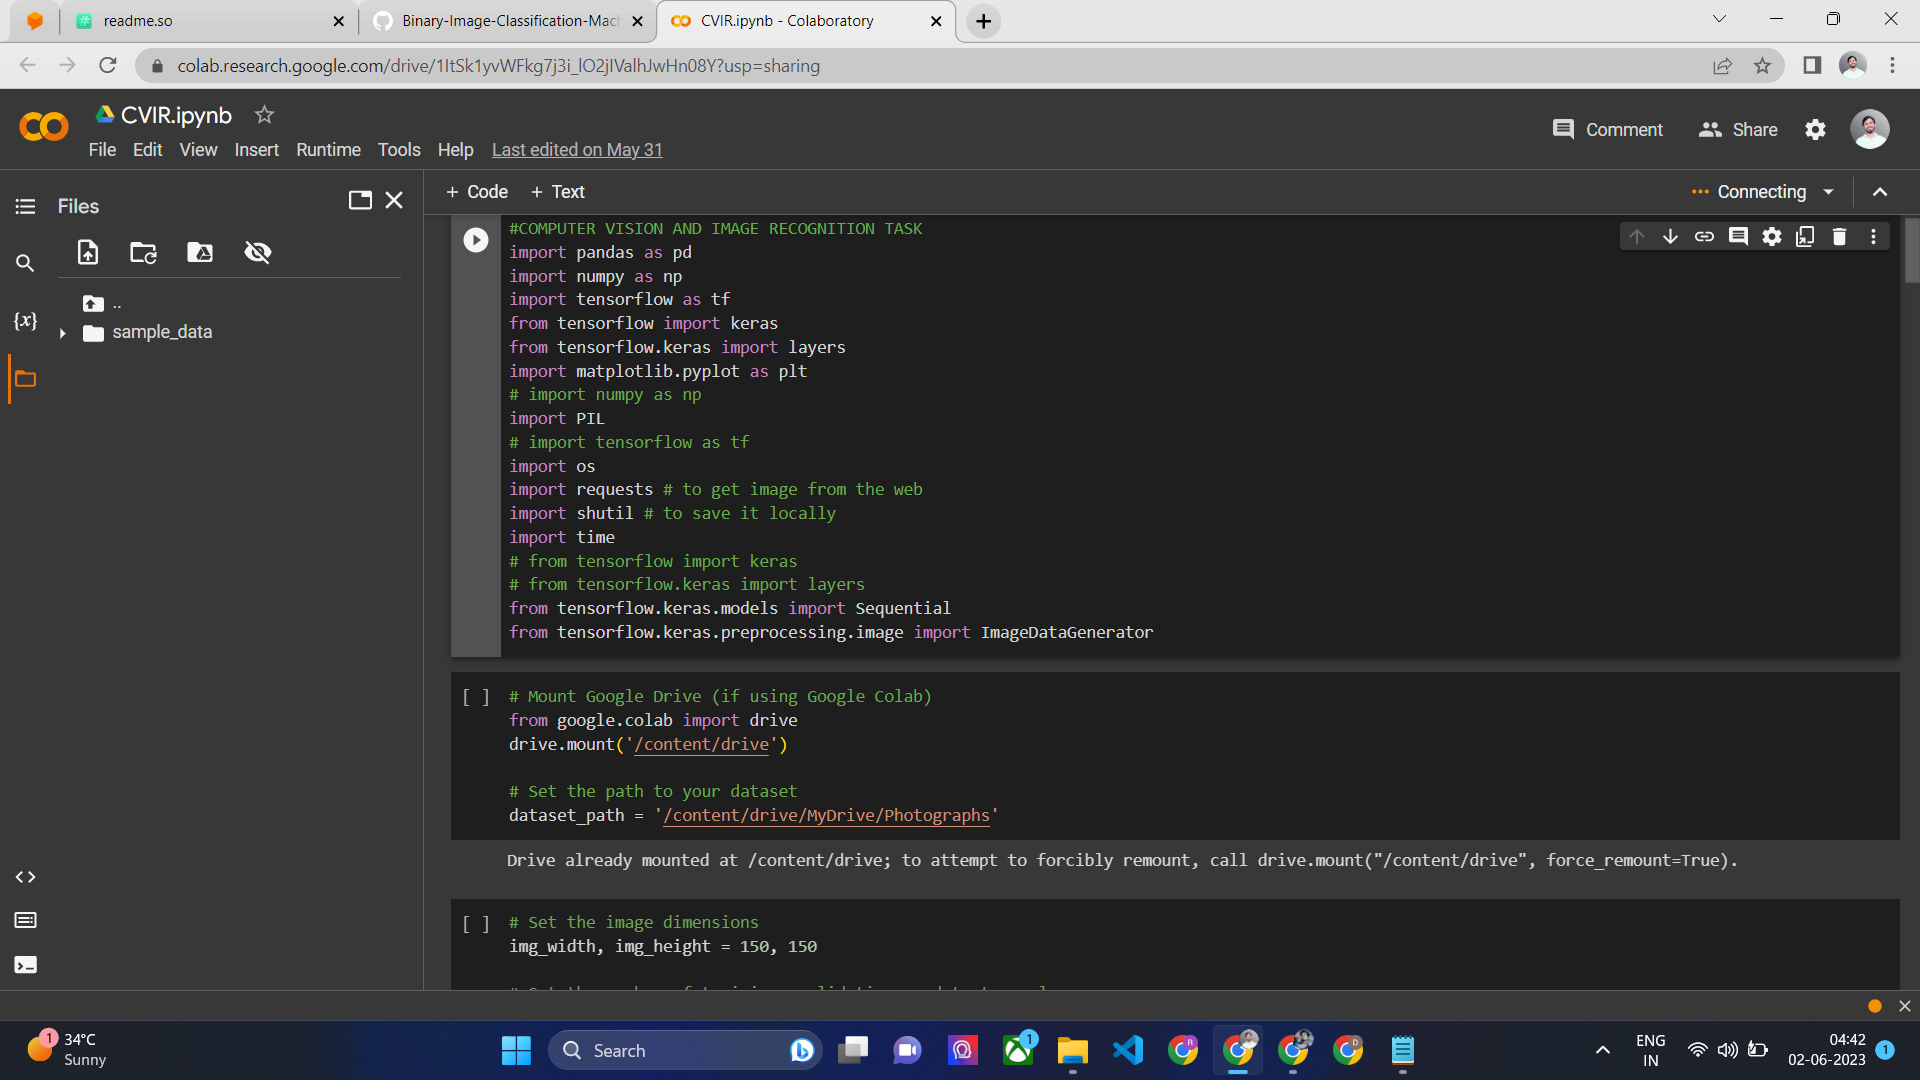 readme.so
Binary-Image-Classification-Mach
CVIR.ipynb - Colaboratory
colab.research.google.com/drive/1ItSk1yvWFkg7j3i_lO2jIValhJwHn08Y?usp=sharing
CVIR.ipynb
Comment
Share
File Edit View Insert Runtime Tools Help Last edited on May 31
Files
+ Code + Text
Connecting
..
sample_data
{x}
#COMPUTER VISION AND IMAGE RECOGNITION TASK
import pandas as pd
import numpy as np
import tensorflow as tf
from tensorflow import keras
from tensorflow.keras import layers
import matplotlib.pyplot as plt
# import numpy as np
import PIL
# import tensorflow as tf
import os
import requests # to get image from the web
import shutil # to save it locally
import time
# from tensorflow import keras
# from tensorflow.keras import layers
from tensorflow.keras.models import Sequential
from tensorflow.keras.preprocessing.image import ImageDataGenerator
[ ] # Mount Google Drive (if using Google Colab)
from google.colab import drive
drive.mount('/content/drive')
# Set the path to your dataset
dataset_path = '/content/drive/MyDrive/Photographs'
Drive already mounted at /content/drive; to attempt to forcibly remount, call drive.mount("/content/drive", force_remount=True).
[ ] # Set the image dimensions
img_width, img_height = 150, 150
1
34°C
Sunny
Search
1
R
D
ENG
IN
04:42
02-06-2023
1